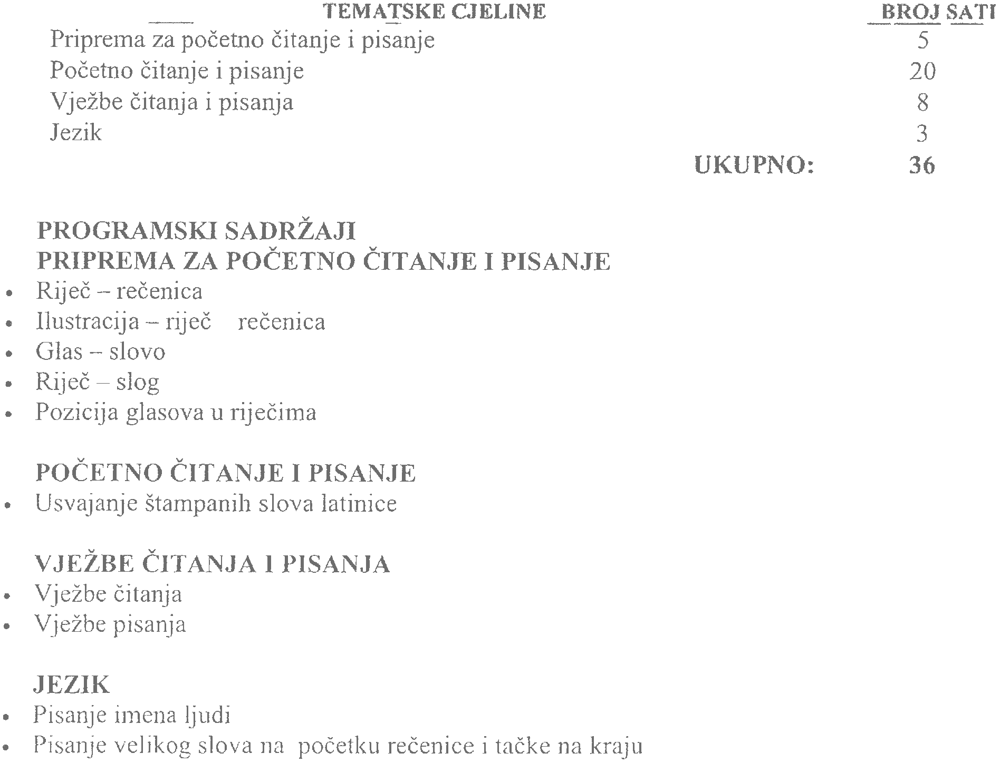 TEMATSKE CJELINE BROJ SATI
Priprema za početno čitanje i pisanje 5
Početno čitanje i pisanje 20
Vježbe čitanja i pisanja 8
Jezik 3
UKUPNO: 36
PROGRAMSKI SADRŽAJI
PRIPREMA ZA POČETNO ČITANJE I PISANJE
• Riječ – rečenica
• Ilustracija – riječ rečenica
• Glas – slovo
• Riječ – slog
• Pozicija glasova u riječima
POČETNO ČITANJE I PISANJE
• Usvajanje štampanih slova latinice
VJEŽBE ČITANJA I PISANJA
• Vježbe čitanja
• Vježbe pisanja
JEZIK
• Pisanje imena ljudi
• Pisanje velikog slova na početku rečenice i tačke na kraju